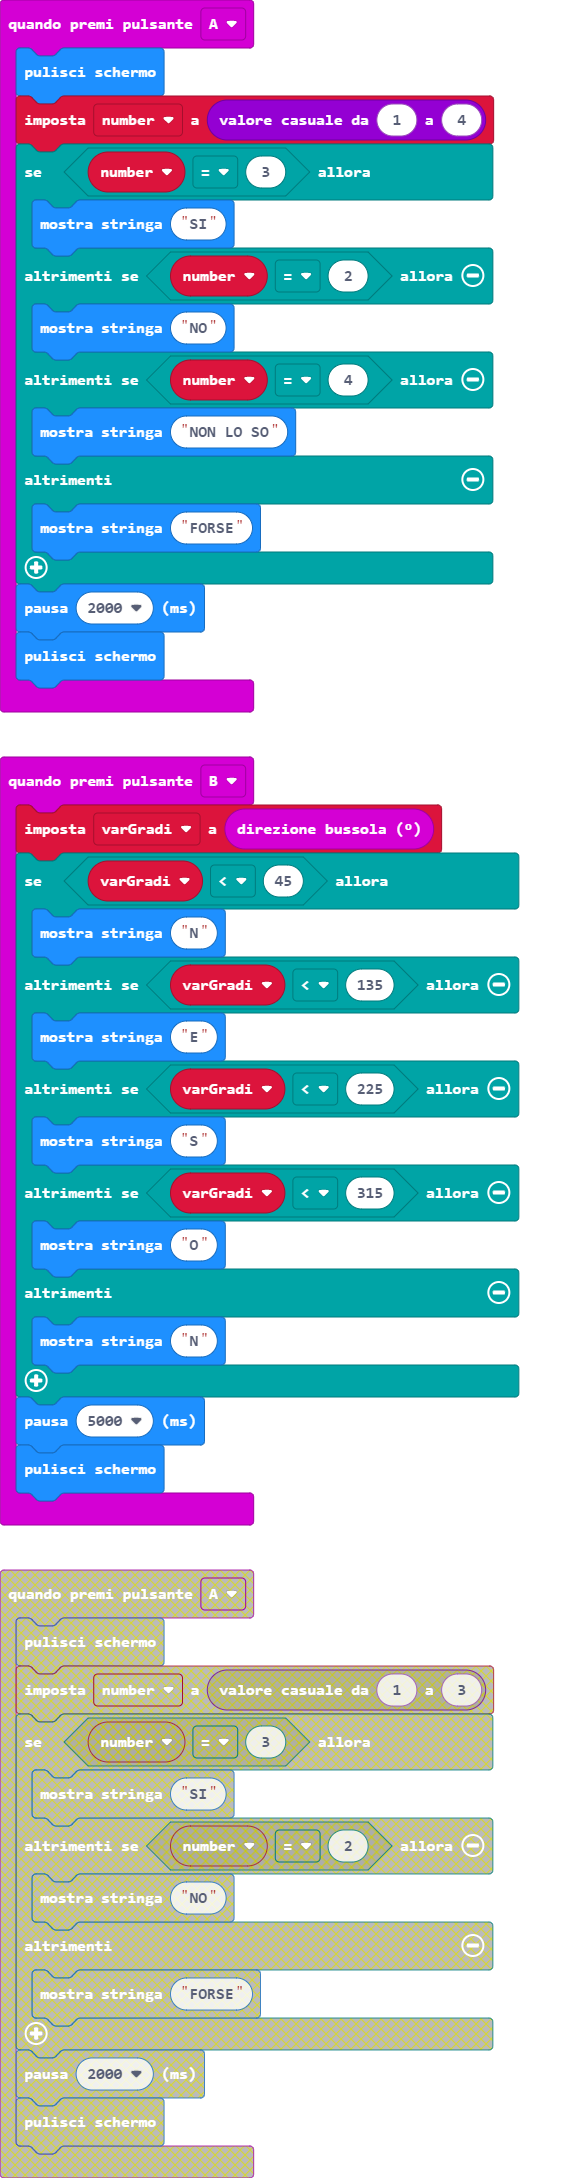 quando premi pulsante A
pulisci schermo
imposta number a valore casuale da 1 a 4
se number = 3 allora
mostra stringa "SI"
altrimenti se number = 2 allora
mostra stringa "NO"
altrimenti se number = 4 allora
mostra stringa "NON LO SO"
altrimenti
mostra stringa "FORSE"
pausa 2000 (ms)
pulisci schermo
quando premi pulsante B
imposta varGradi a direzione bussola (º)
se varGradi < 45 allora
mostra stringa "N"
altrimenti se varGradi < 135 allora
mostra stringa "E"
altrimenti se varGradi < 225 allora
mostra stringa "S"
altrimenti se varGradi < 315 allora
mostra stringa "O"
altrimenti
mostra stringa "N"
pausa 5000 (ms)
pulisci schermo
quando premi pulsante A
pulisci schermo
imposta number a valore casuale da 1 a 3
se number = 3 allora
mostra stringa "SI"
altrimenti se number = 2 allora
mostra stringa "NO"
altrimenti
mostra stringa "FORSE"
pausa 2000 (ms)
pulisci schermo